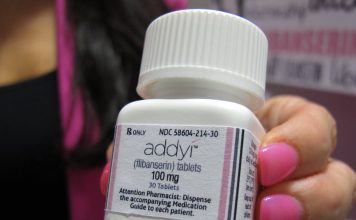 ℞ ONLY NDC 58604-214-30
addyi™
(flibanserin) tablets
100 mg
30 Tablets
Attention Pharmacist: Dispense
the accompanying Medication
Guide to each patient.